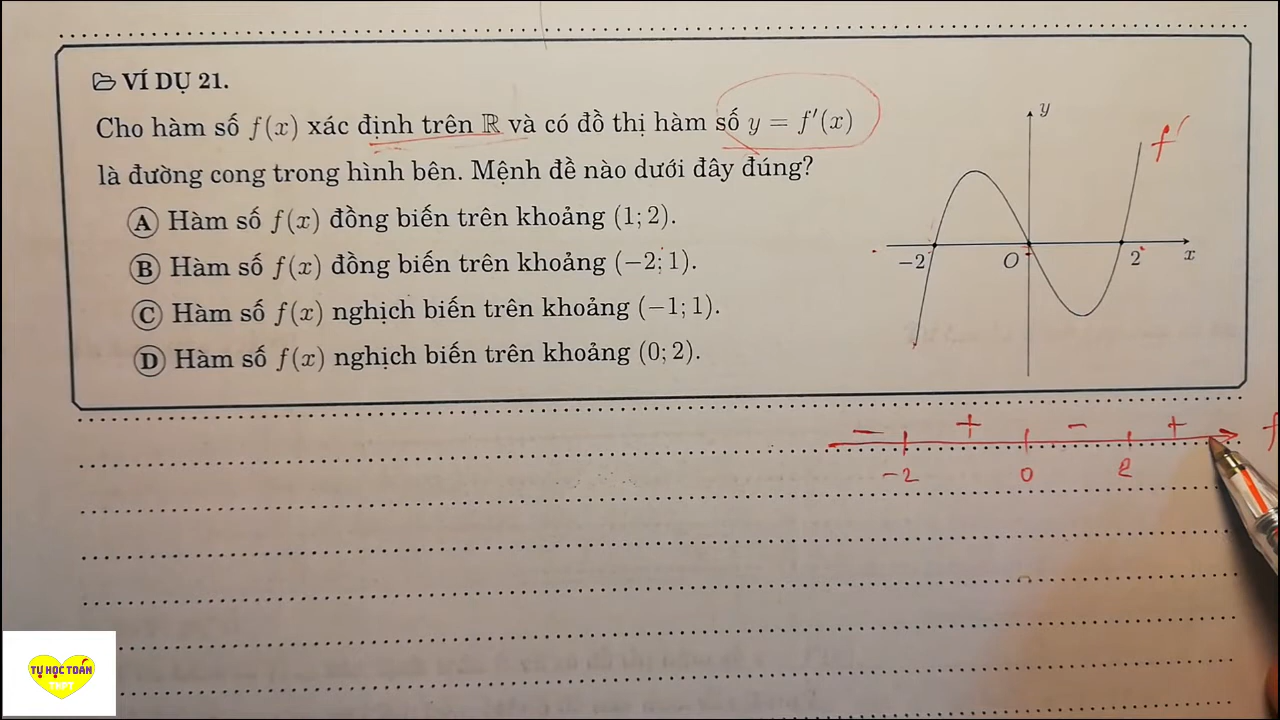 VÍ DỤ 21.
Cho hàm số f(x) xác định trên ℝ và có đồ thị hàm số y = f′(x)
là đường cong trong hình bên. Mệnh đề nào dưới đây đúng?
A Hàm số f(x) đồng biến trên khoảng (1; 2).
B Hàm số f(x) đồng biến trên khoảng (−2; 1).
C Hàm số f(x) nghịch biến trên khoảng (−1; 1).
D Hàm số f(x) nghịch biến trên khoảng (0; 2).
y
f′
−2 O 2 x
− + − + f
−2 0 2
TỰ HỌC TOÁN
THPT